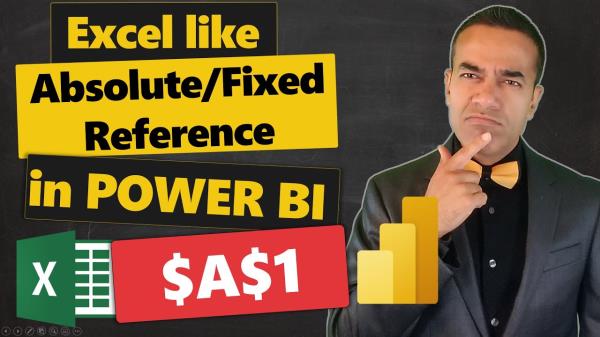 Excel like
Absolute/Fixed
Reference
in POWER BI
X
$A$1